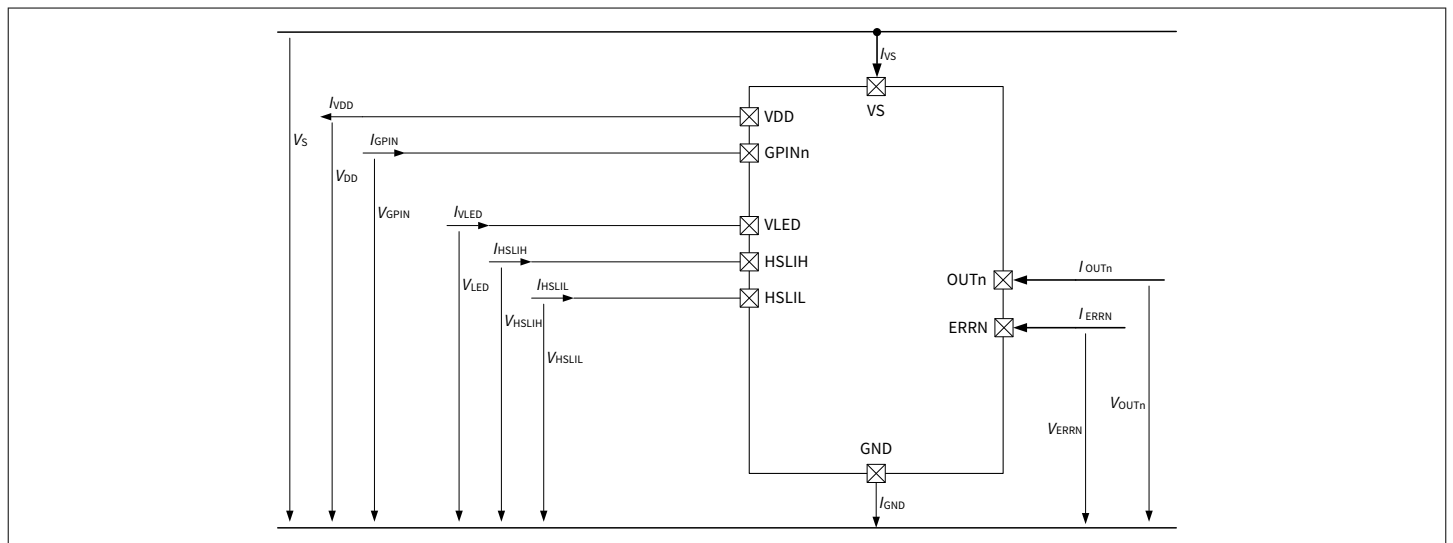 IVS
VS
IVDD
VDD
VS
IGPIN
GPINn
VDD
VGPIN
IVLED
VLED
IHSLIH
HSLIH
OUTn
IOUTn
VLED
IHSLIL
HSLIL
VHSLIH
ERRN
IERRN
VHSLIL
VOUTn
VERRN
GND
IGND